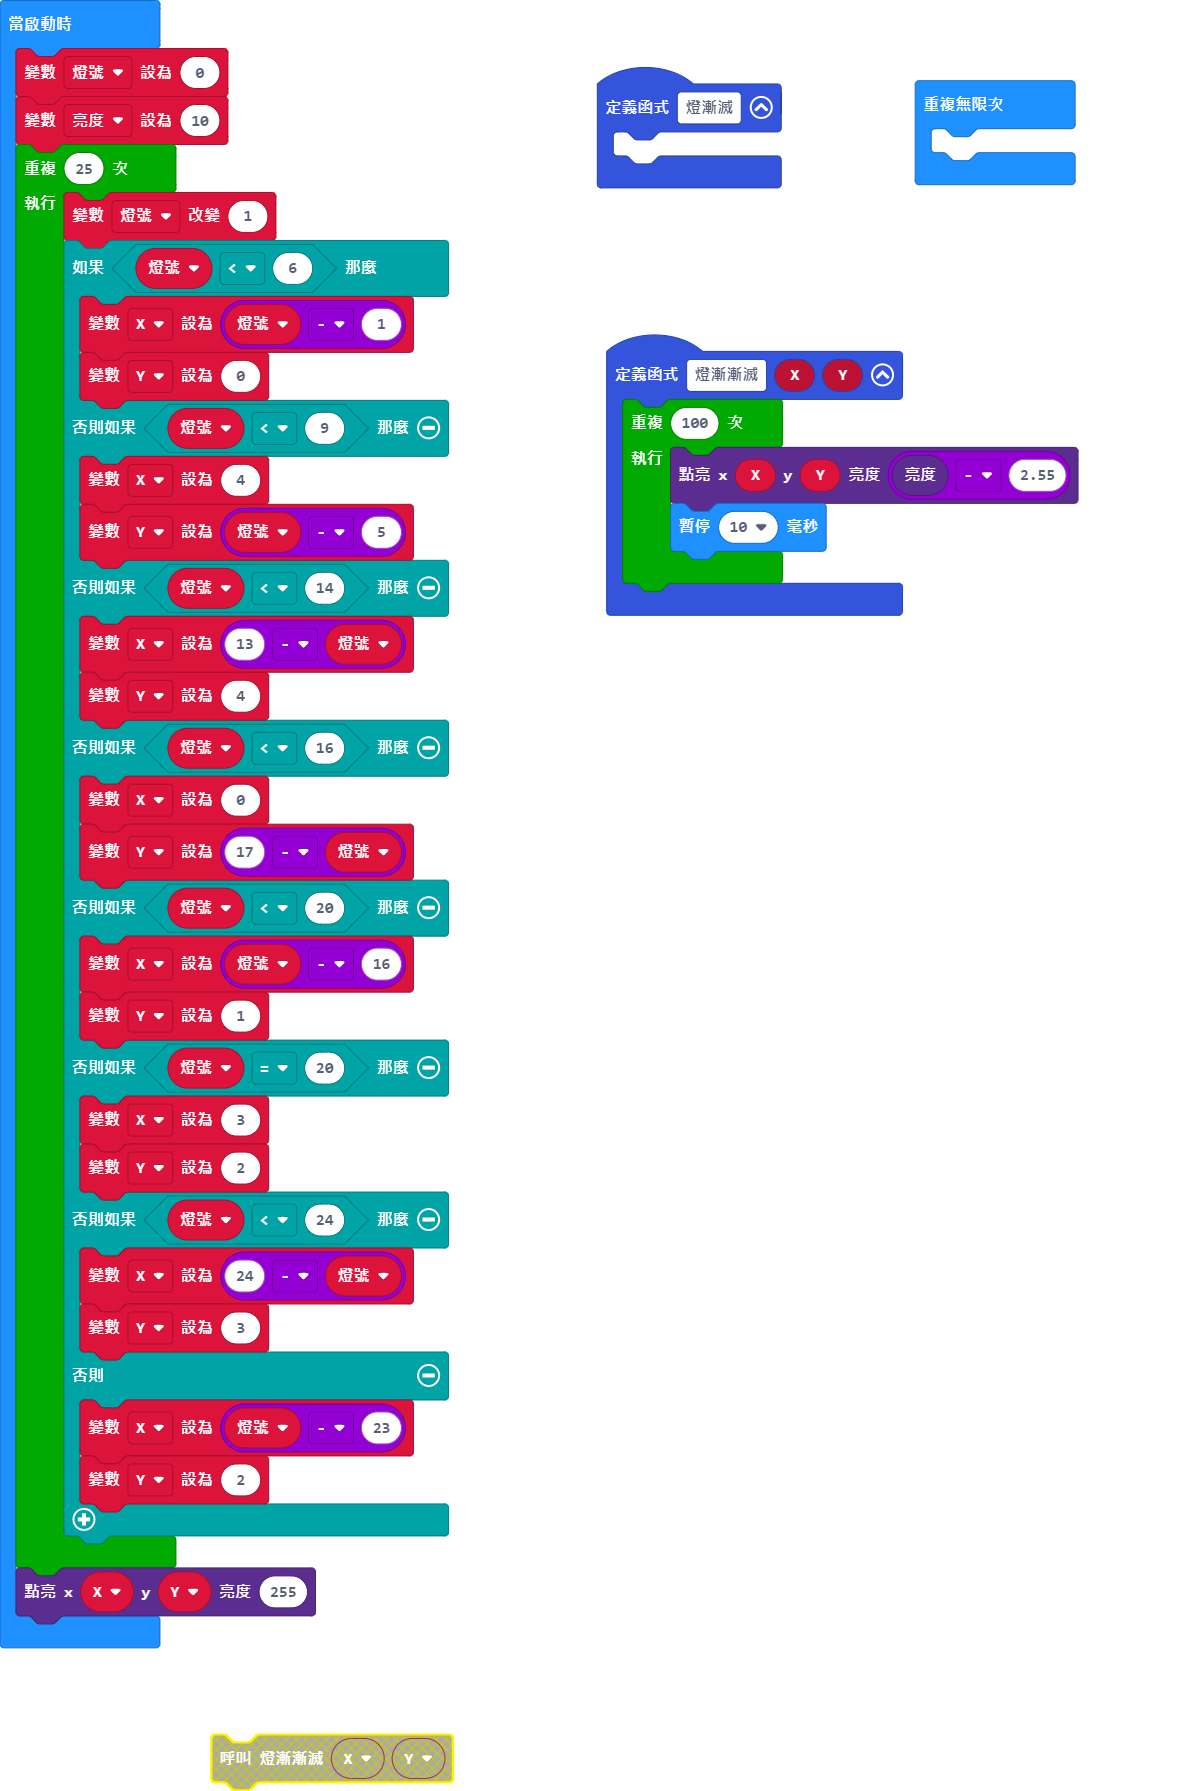 當啟動時
變數 燈號 設為 0
變數 亮度 設為 10
重複 25 次
執行
變數 燈號 改變 1
如果 燈號 < 6 那麼
變數 X 設為 燈號 - 1
變數 Y 設為 0
否則如果 燈號 < 9 那麼
變數 X 設為 4
變數 Y 設為 燈號 - 5
否則如果 燈號 < 14 那麼
變數 X 設為 13 - 燈號
變數 Y 設為 4
否則如果 燈號 < 16 那麼
變數 X 設為 0
變數 Y 設為 17 - 燈號
否則如果 燈號 < 20 那麼
變數 X 設為 燈號 - 16
變數 Y 設為 1
否則如果 燈號 = 20 那麼
變數 X 設為 3
變數 Y 設為 2
否則如果 燈號 < 24 那麼
變數 X 設為 24 - 燈號
變數 Y 設為 3
否則
變數 X 設為 燈號 - 23
變數 Y 設為 2
點亮 x X y Y 亮度 255
呼叫 燈漸漸滅 X Y
定義函式 燈漸滅
重複無限次
定義函式 燈漸漸滅 X Y
重複 100 次
執行
點亮 x X y Y 亮度 亮度 - 2.55
暫停 10 毫秒